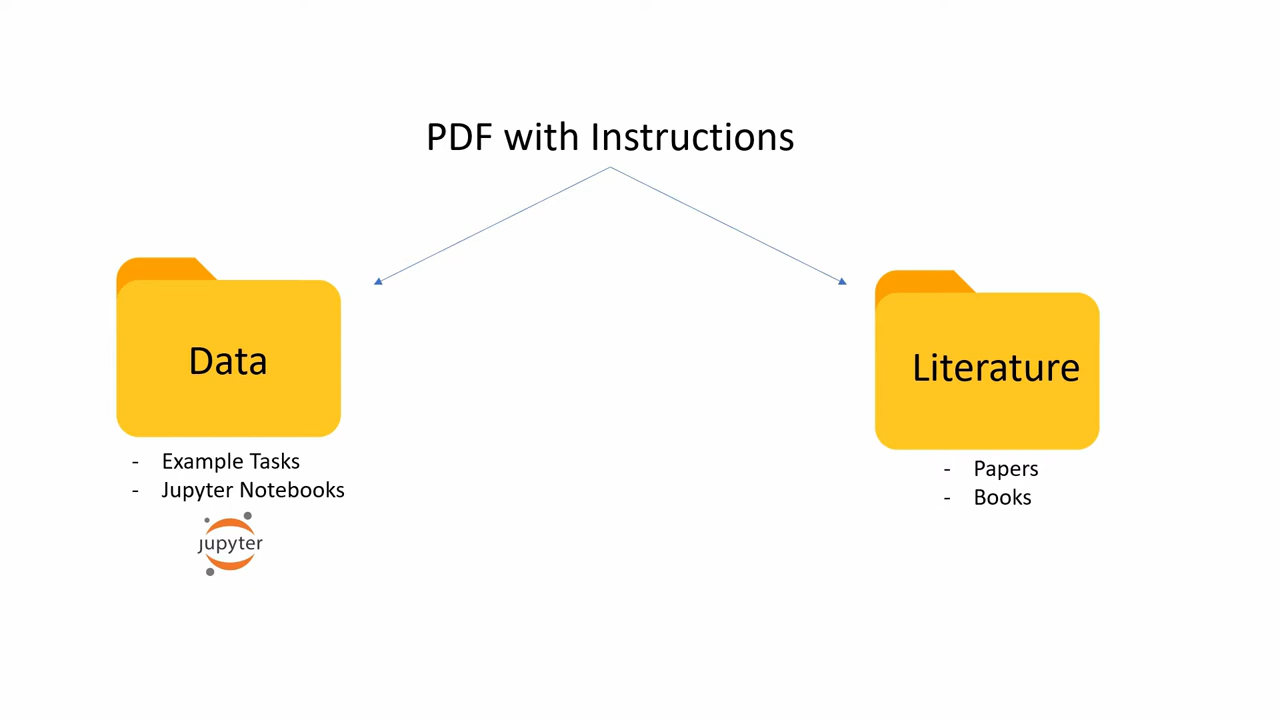 PDF with Instructions
Data
- Example Tasks
- Jupyter Notebooks
jupyter
Literature
- Papers
- Books